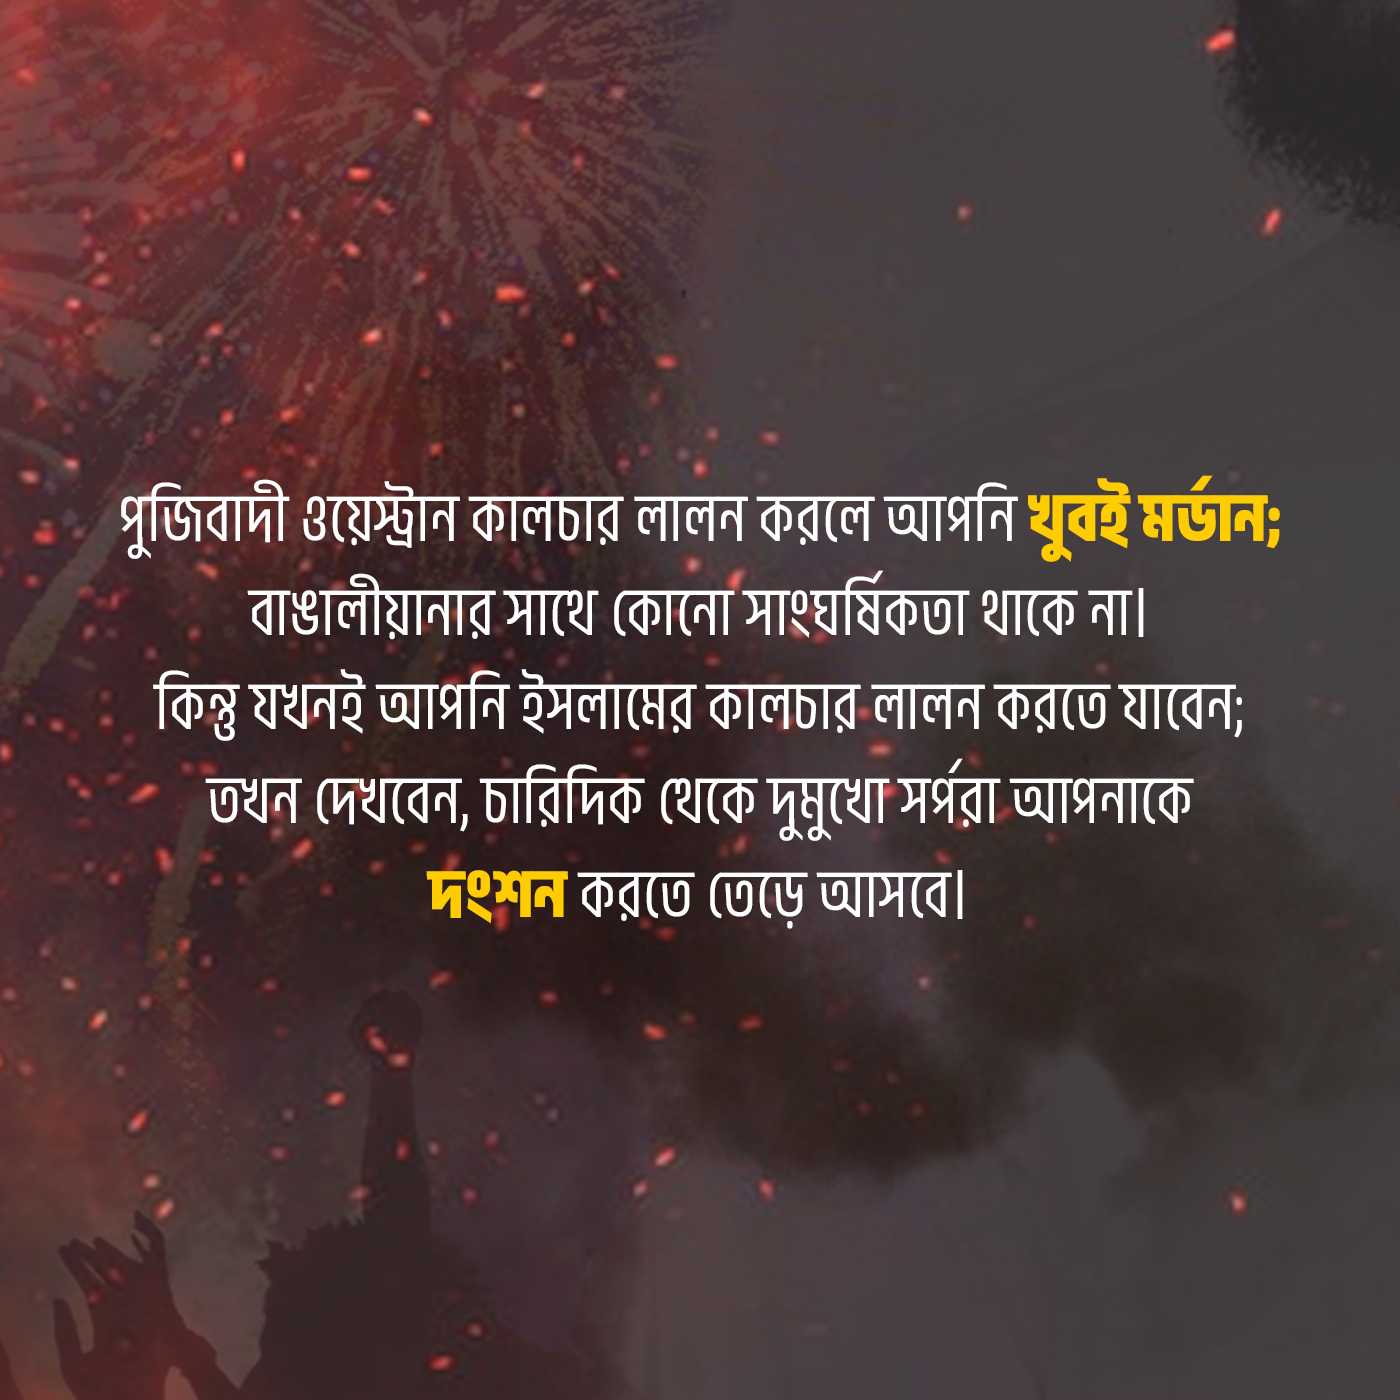 পুজিবাদী ওয়েস্ট্রান কালচার লালন করলে আপনি খুবই মর্ডান;
বাঙালীয়ানার সাথে কোনো সাংঘর্ষিকতা থাকে না।
কিন্তু যখনই আপনি ইসলামের কালচার লালন করতে যাবেন;
তখন দেখবেন, চারিদিক থেকে দুমুখো সর্পরা আপনাকে
দংশন করতে তেড়ে আসবে।